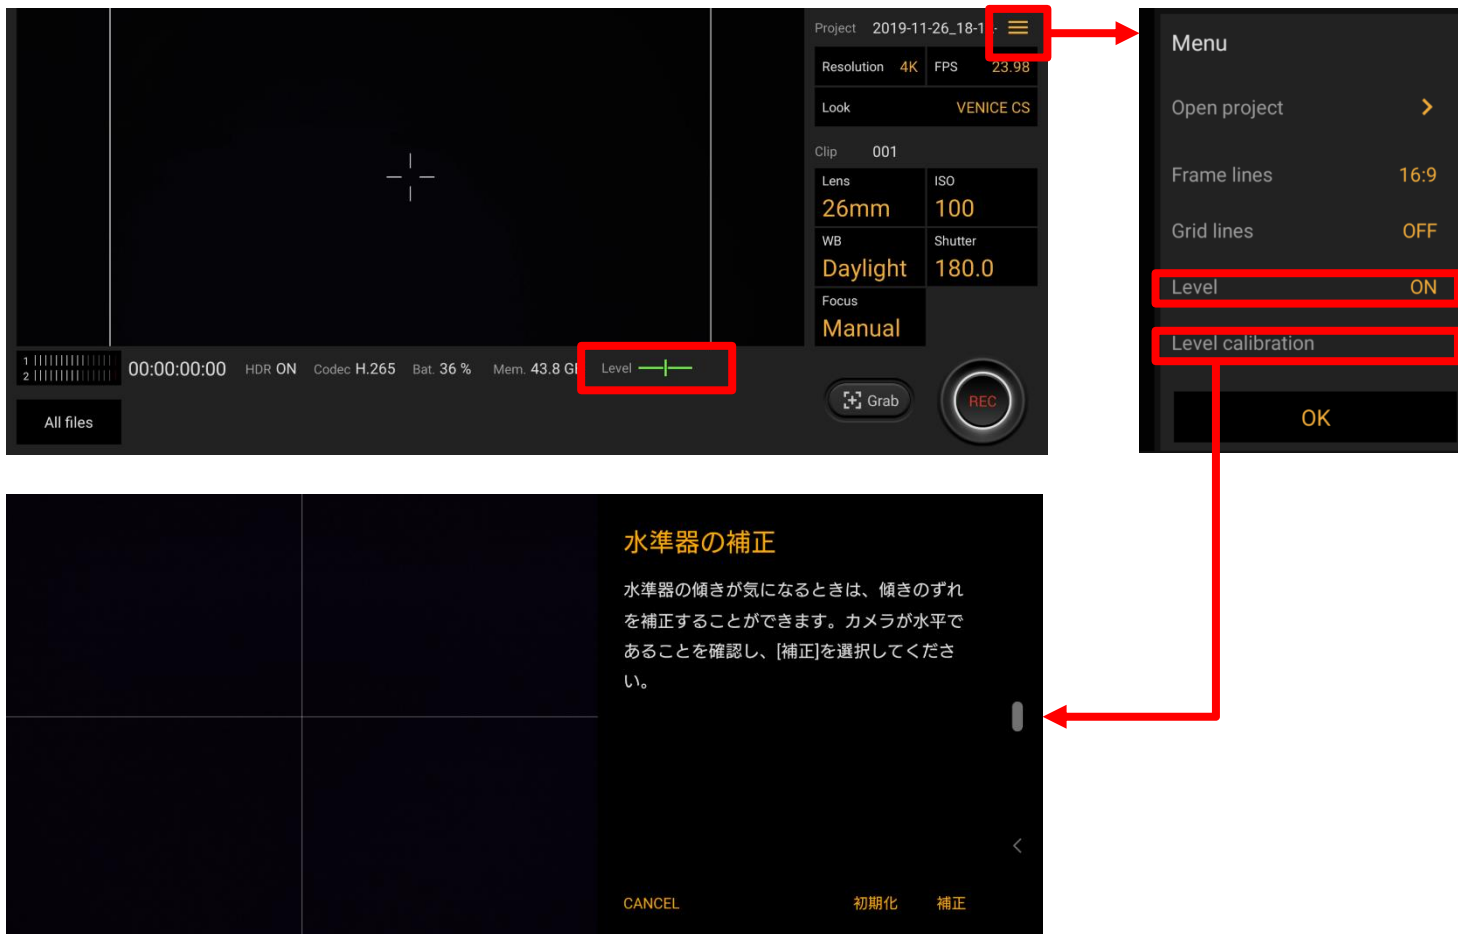 Project 2019-11-26_18-1
Resolution 4K FPS 23.98
Look VENICE CS
Clip 001
Lens ISO
26mm 100
WB Shutter
Daylight 180.0
Focus
Manual
1
2
00:00:00:00 HDR ON Codec H.265 Bat. 36 % Mem. 43.8 Level
Grab
REC
All files
Menu
Open project
Frame lines 16:9
Grid lines OFF
Level ON
Level calibration
OK
水準器の補正
水準器の傾きが気になるときは、傾きのずれ
を補正することができます。カメラが水平で
あることを確認し、[補正]を選択してくださ
い。
CANCEL 初期化 補正